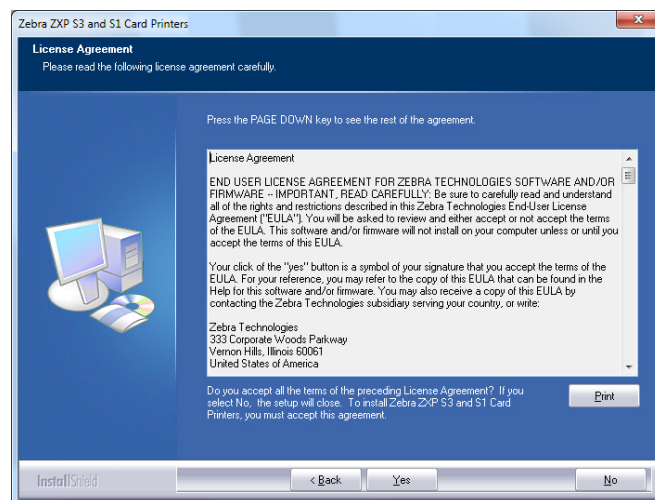 Zebra ZXP S3 and S1 Card Printers
License Agreement
Please read the following license agreement carefully.
Press the PAGE DOWN key to see the rest of the agreement.
License Agreement
END USER LICENSE AGREEMENT FOR ZEBRA TECHNOLOGIES SOFTWARE AND/OR
FIRMWARE -- IMPORTANT, READ CAREFULLY: Be sure to carefully read and understand
all of the rights and restrictions described in this Zebra Technologies End-User License
Agreement ("EULA"). You will be asked to review and either accept or not accept the terms
of the EULA. This software and/or firmware will not install on your computer unless or until you
accept the terms of this EULA.
Your click of the "yes" button is a symbol of your signature that you accept the terms of the
EULA. For your reference, you may refer to the copy of this EULA that can be found in the
Help for this software and/or firmware. You may also receive a copy of this EULA by
contacting the Zebra Technologies subsidiary serving your country, or write:
Zebra Technologies
333 Corporate Woods Parkway
Vernon Hills, Illinois 60061
United States of America
Do you accept all the terms of the preceding License Agreement? If you
select No, the setup will close. To install Zebra ZXP S3 and S1 Card
Printers, you must accept this agreement.
Print
InstallShield
< Back
Yes
No